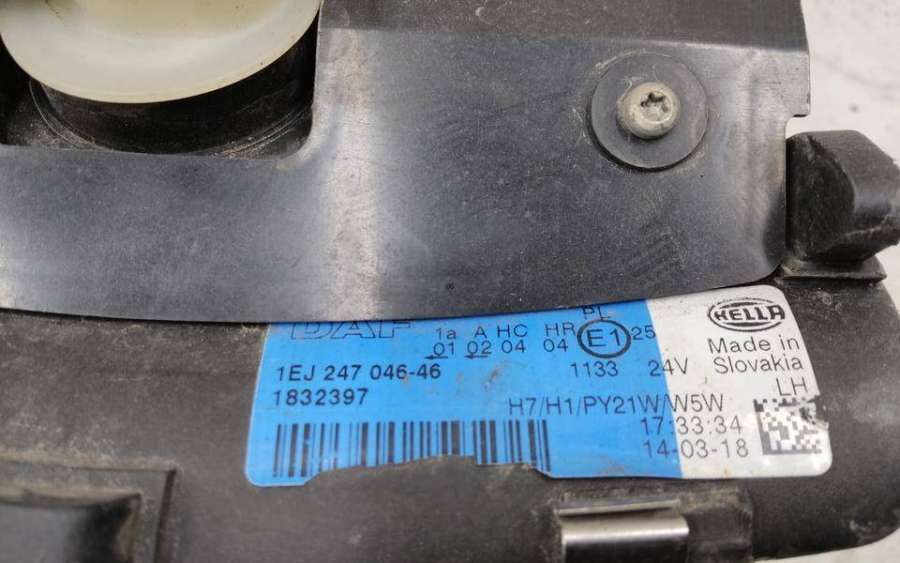 DAF
PL
1a A HC HR E1 25
01 02 04 04
HELLA
1EJ 247 046-46 1133 24V
Made in
Slovakia
LH
1832397
H7/H1/PY21W/W5W
17:33:34
14-03-18